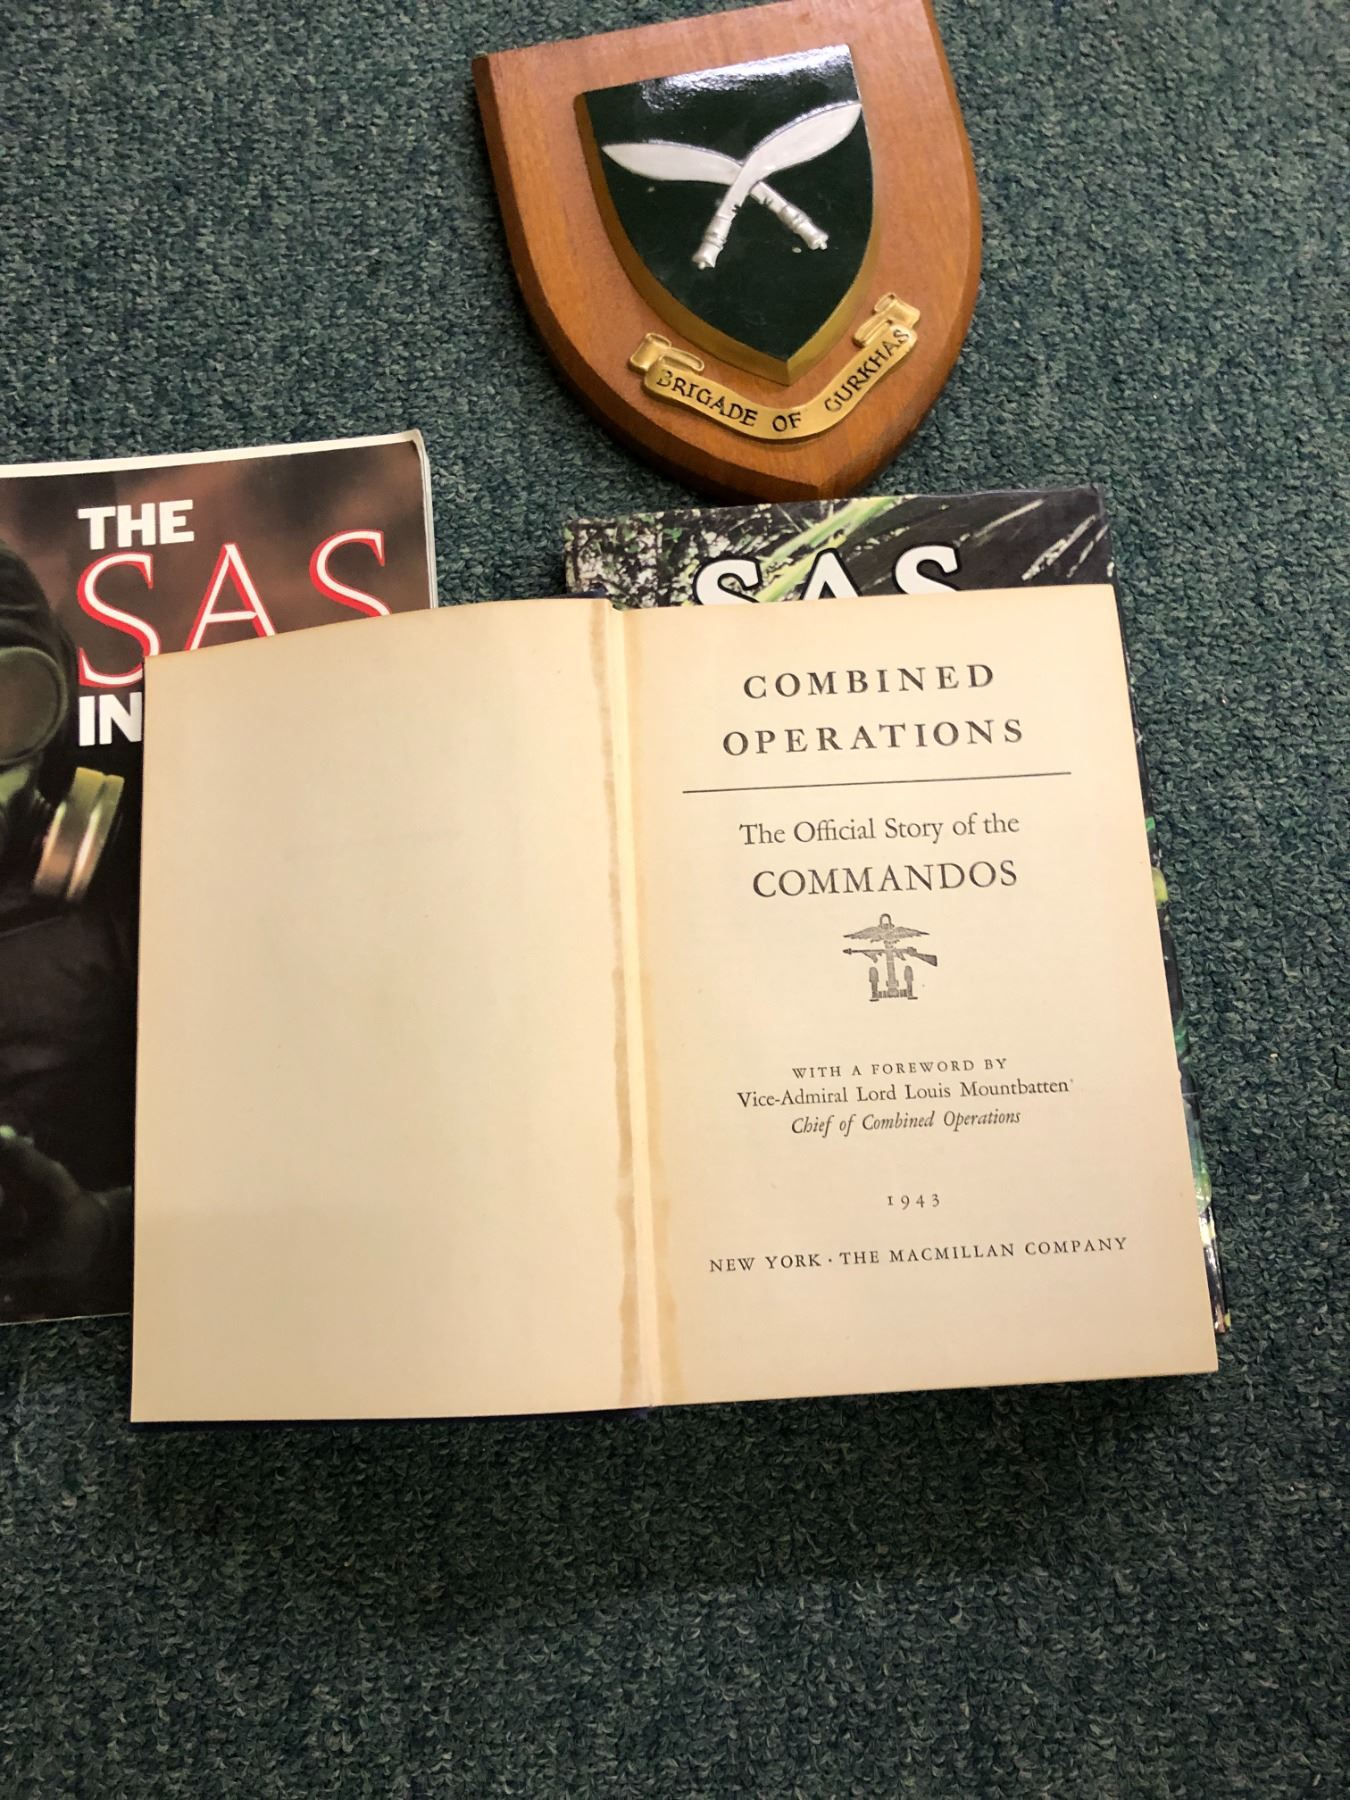 BRIGADE OF GURKHAS
THE
SAS
IN
SAS
COMBINED
OPERATIONS
The Official Story of the
COMMANDOS
WITH A FOREWORD BY
Vice-Admiral Lord Louis Mountbatten
Chief of Combined Operations
1943
NEW YORK · THE MACMILLAN COMPANY